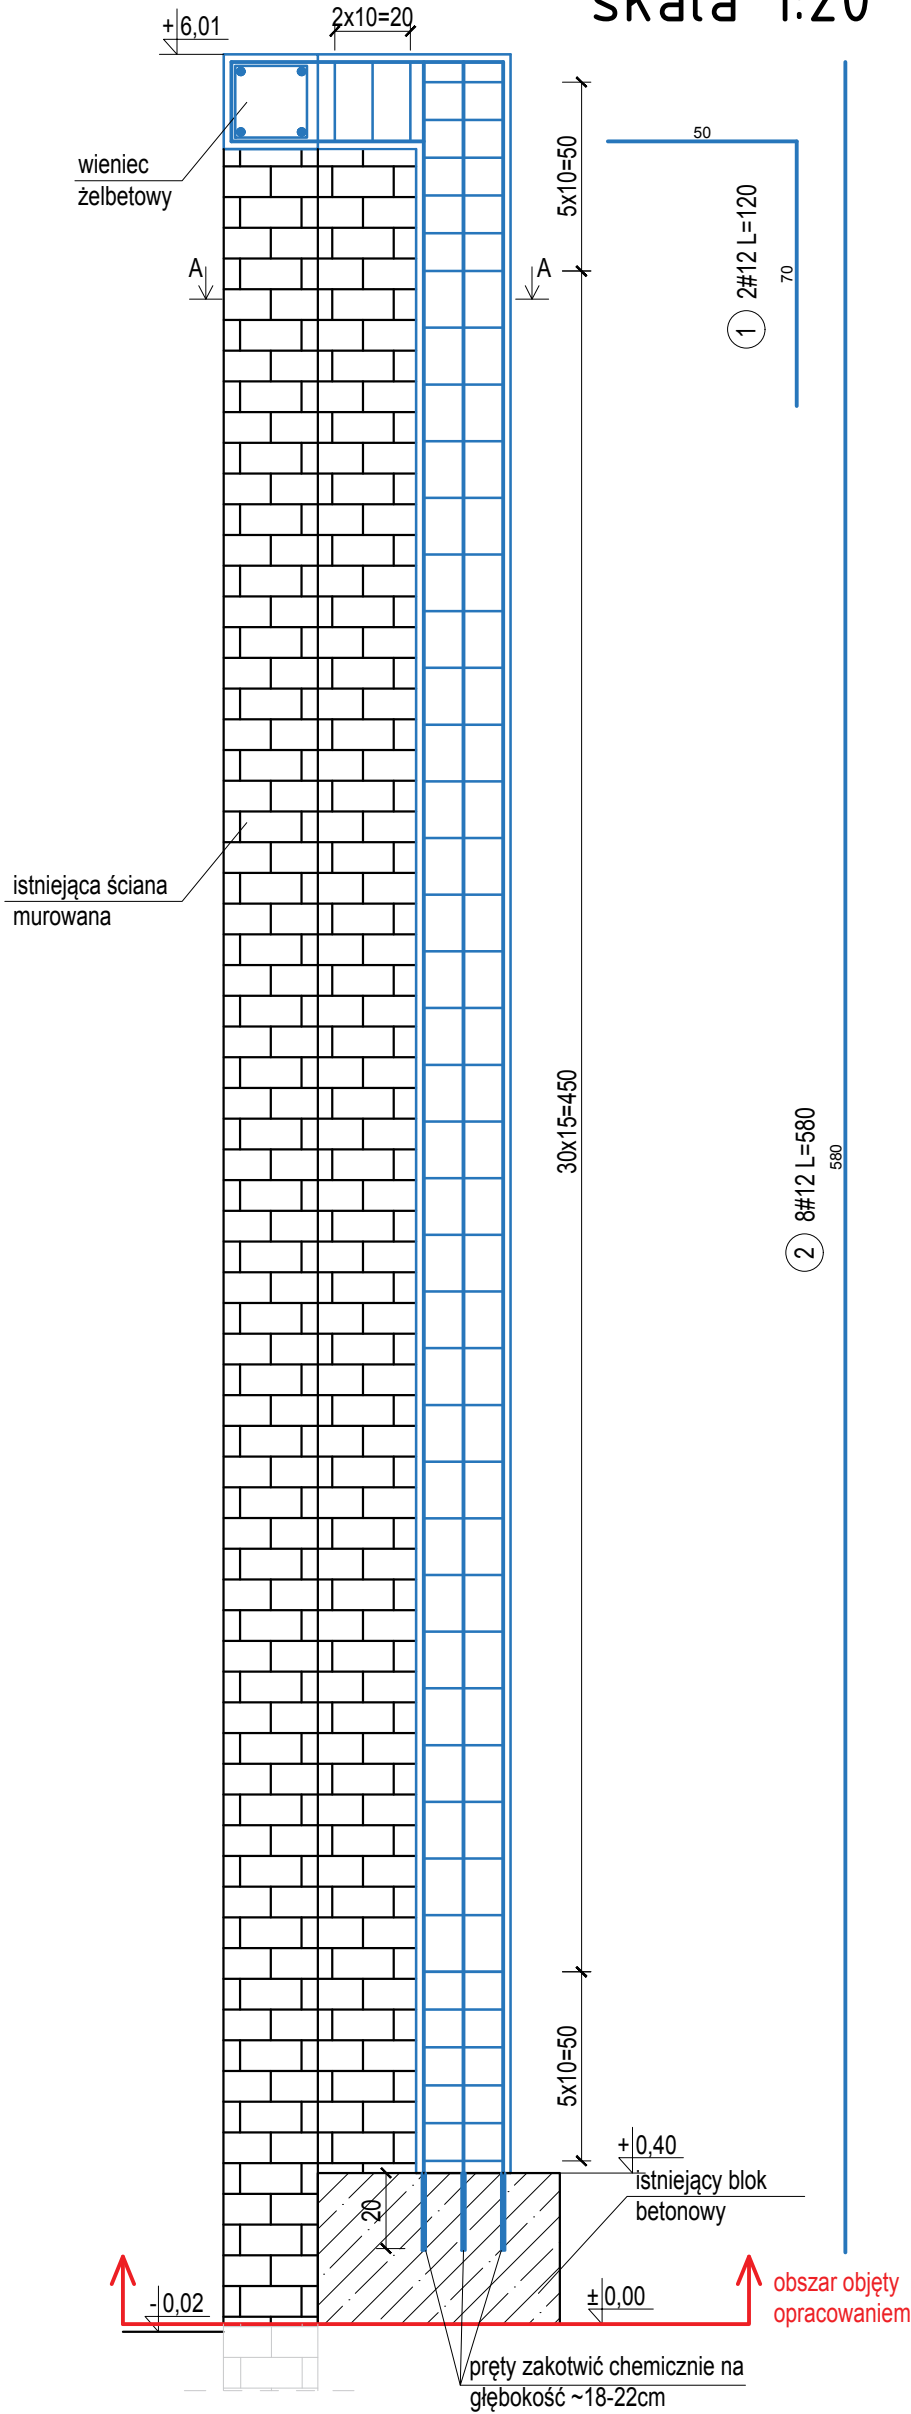 skala 1:20
+6,01
2x10=20
wieniec
żelbetowy
5x10=50
50
70
1 2#12 L=120
A
A
istniejąca ściana
murowana
30x15=450
2 8#12 L=580
580
5x10=50
+0,40
istniejący blok
betonowy
20
-0,02
±0,00
obszar objęty
opracowaniem
pręty zakotwić chemicznie na
głębokość ~18-22cm